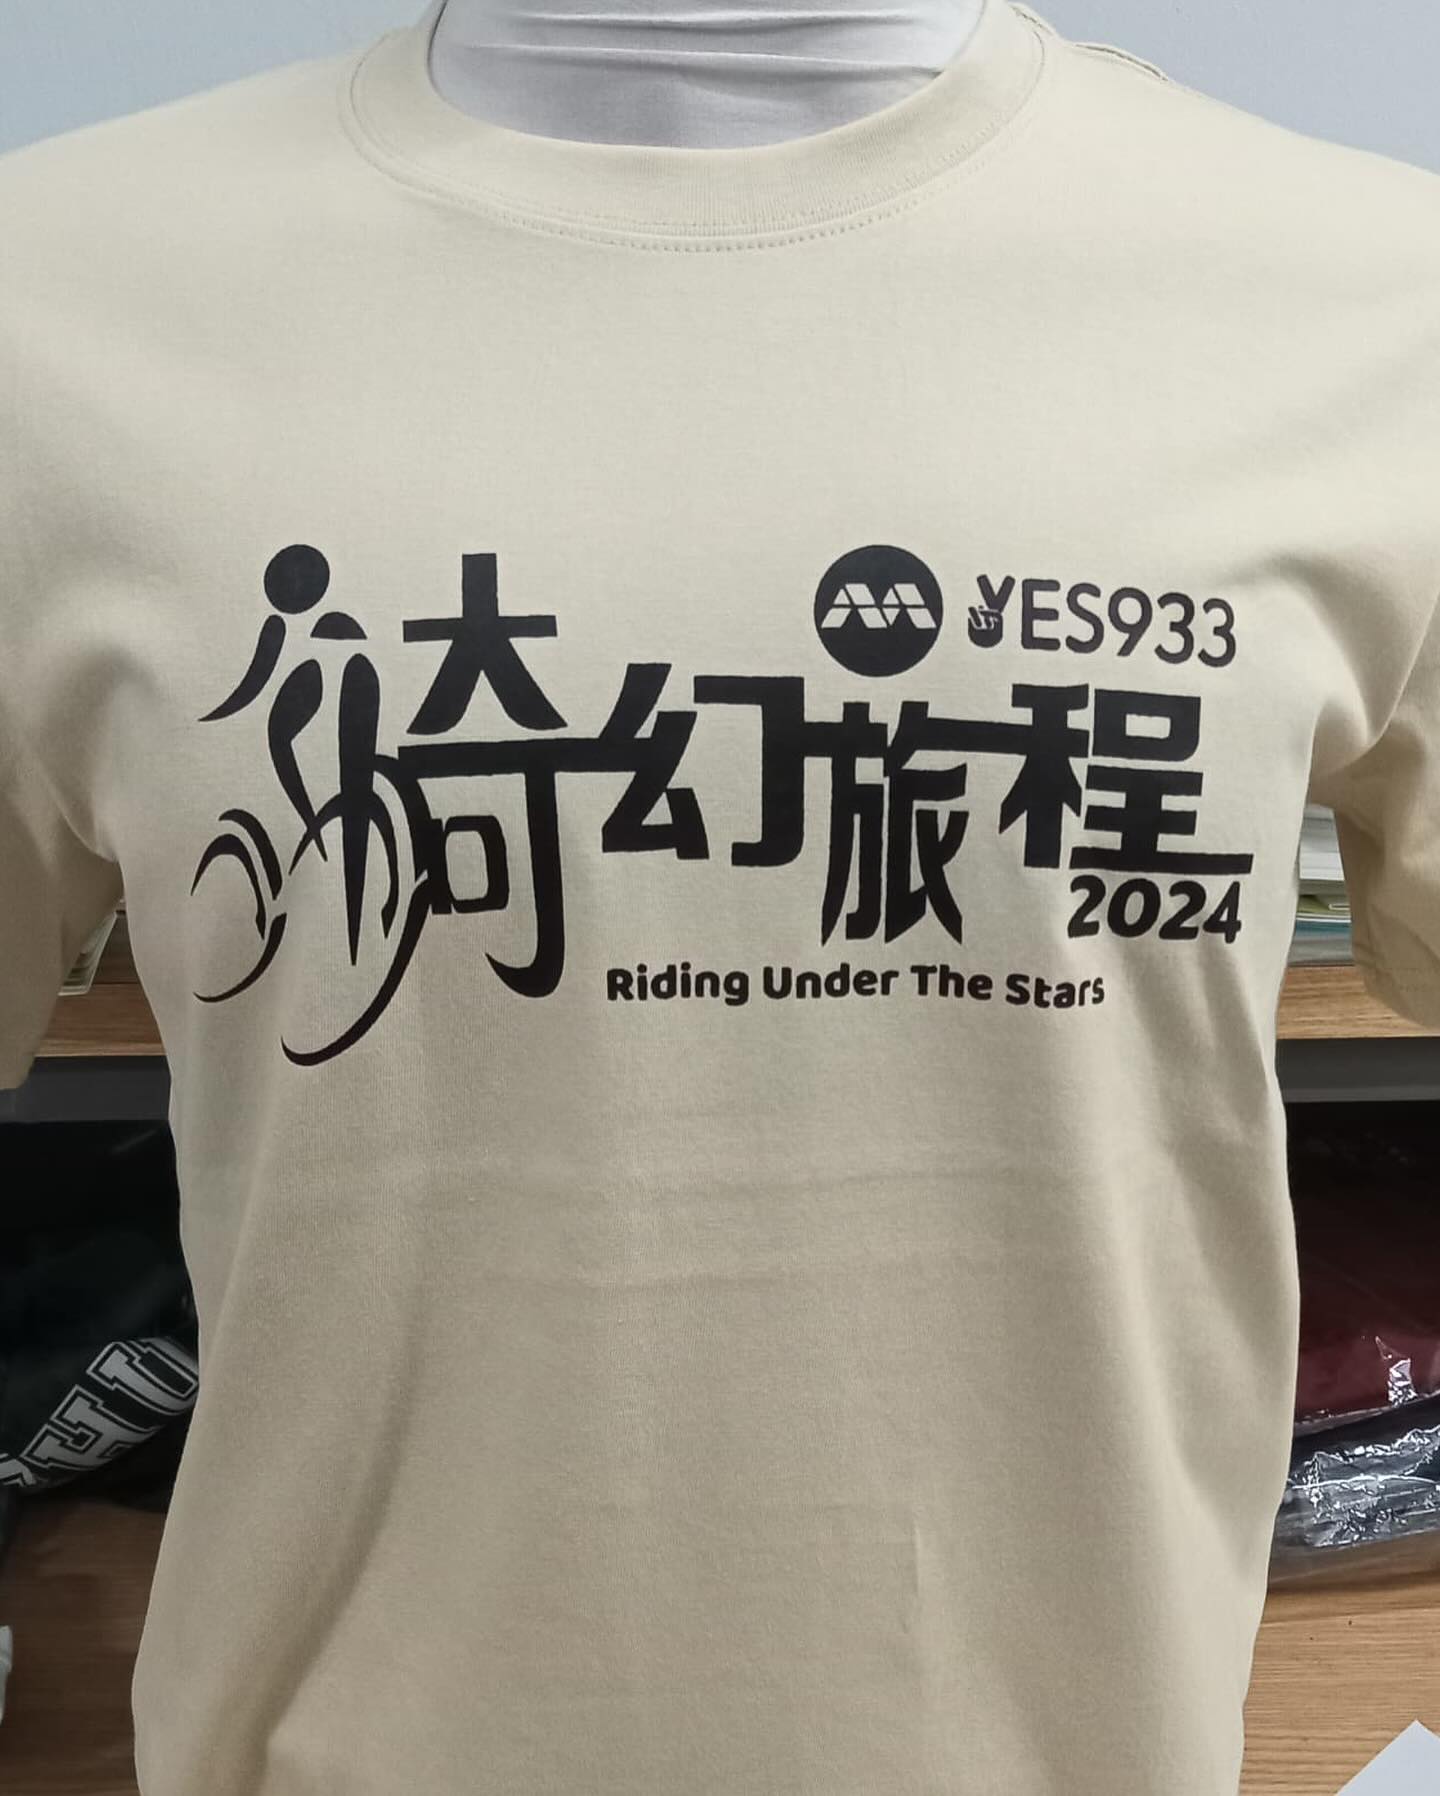 YES933
騎幻旅程
2024
Riding Under The Stars